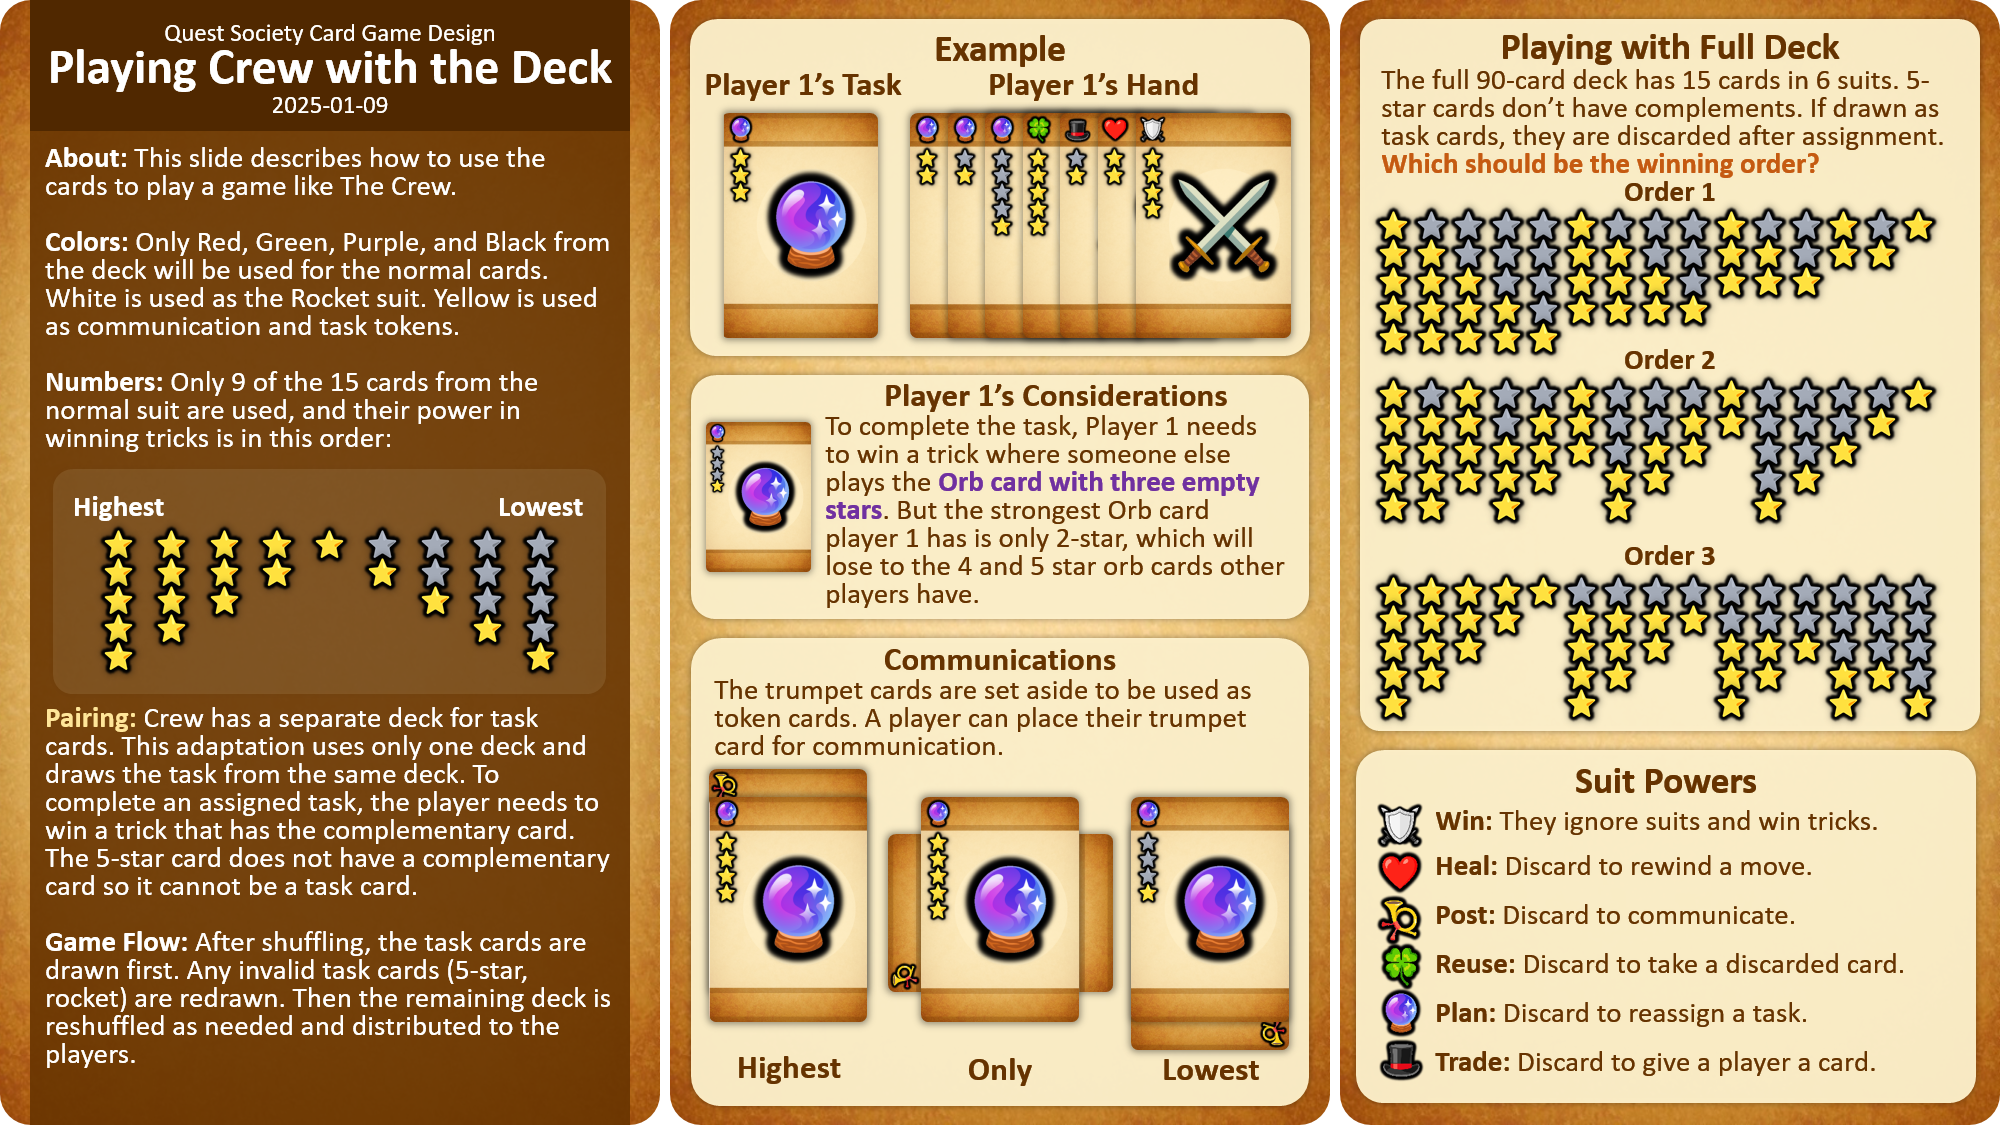 Quest Society Card Game Design
Playing Crew with the Deck
2025-01-09
About: This slide describes how to use the
cards to play a game like The Crew.
Colors: Only Red, Green, Purple, and Black from
the deck will be used for the normal cards.
White is used as the Rocket suit. Yellow is used
as communication and task tokens.
Numbers: Only 9 of the 15 cards from the
normal suit are used, and their power in
winning tricks is in this order:
Highest
Lowest
Pairing: Crew has a separate deck for task
cards. This adaptation uses only one deck and
draws the task from the same deck. To
complete an assigned task, the player needs to
win a trick that has the complementary card.
The 5-star card does not have a complementary
card so it cannot be a task card.
Game Flow: After shuffling, the task cards are
drawn first. Any invalid task cards (5-star,
rocket) are redrawn. Then the remaining deck is
reshuffled as needed and distributed to the
players.
Example
Player 1’s Task
Player 1’s Hand
Player 1’s Considerations
To complete the task, Player 1 needs
to win a trick where someone else
plays the Orb card with three empty
stars. But the strongest Orb card
player 1 has is only 2-star, which will
lose to the 4 and 5 star orb cards other
players have.
Communications
The trumpet cards are set aside to be used as
token cards. A player can place their trumpet
card for communication.
Highest
Only
Lowest
Playing with Full Deck
The full 90-card deck has 15 cards in 6 suits. 5-
star cards don’t have complements. If drawn as
task cards, they are discarded after assignment.
Which should be the winning order?
Order 1
Order 2
Order 3
Suit Powers
Win: They ignore suits and win tricks.
Heal: Discard to rewind a move.
Post: Discard to communicate.
Reuse: Discard to take a discarded card.
Plan: Discard to reassign a task.
Trade: Discard to give a player a card.